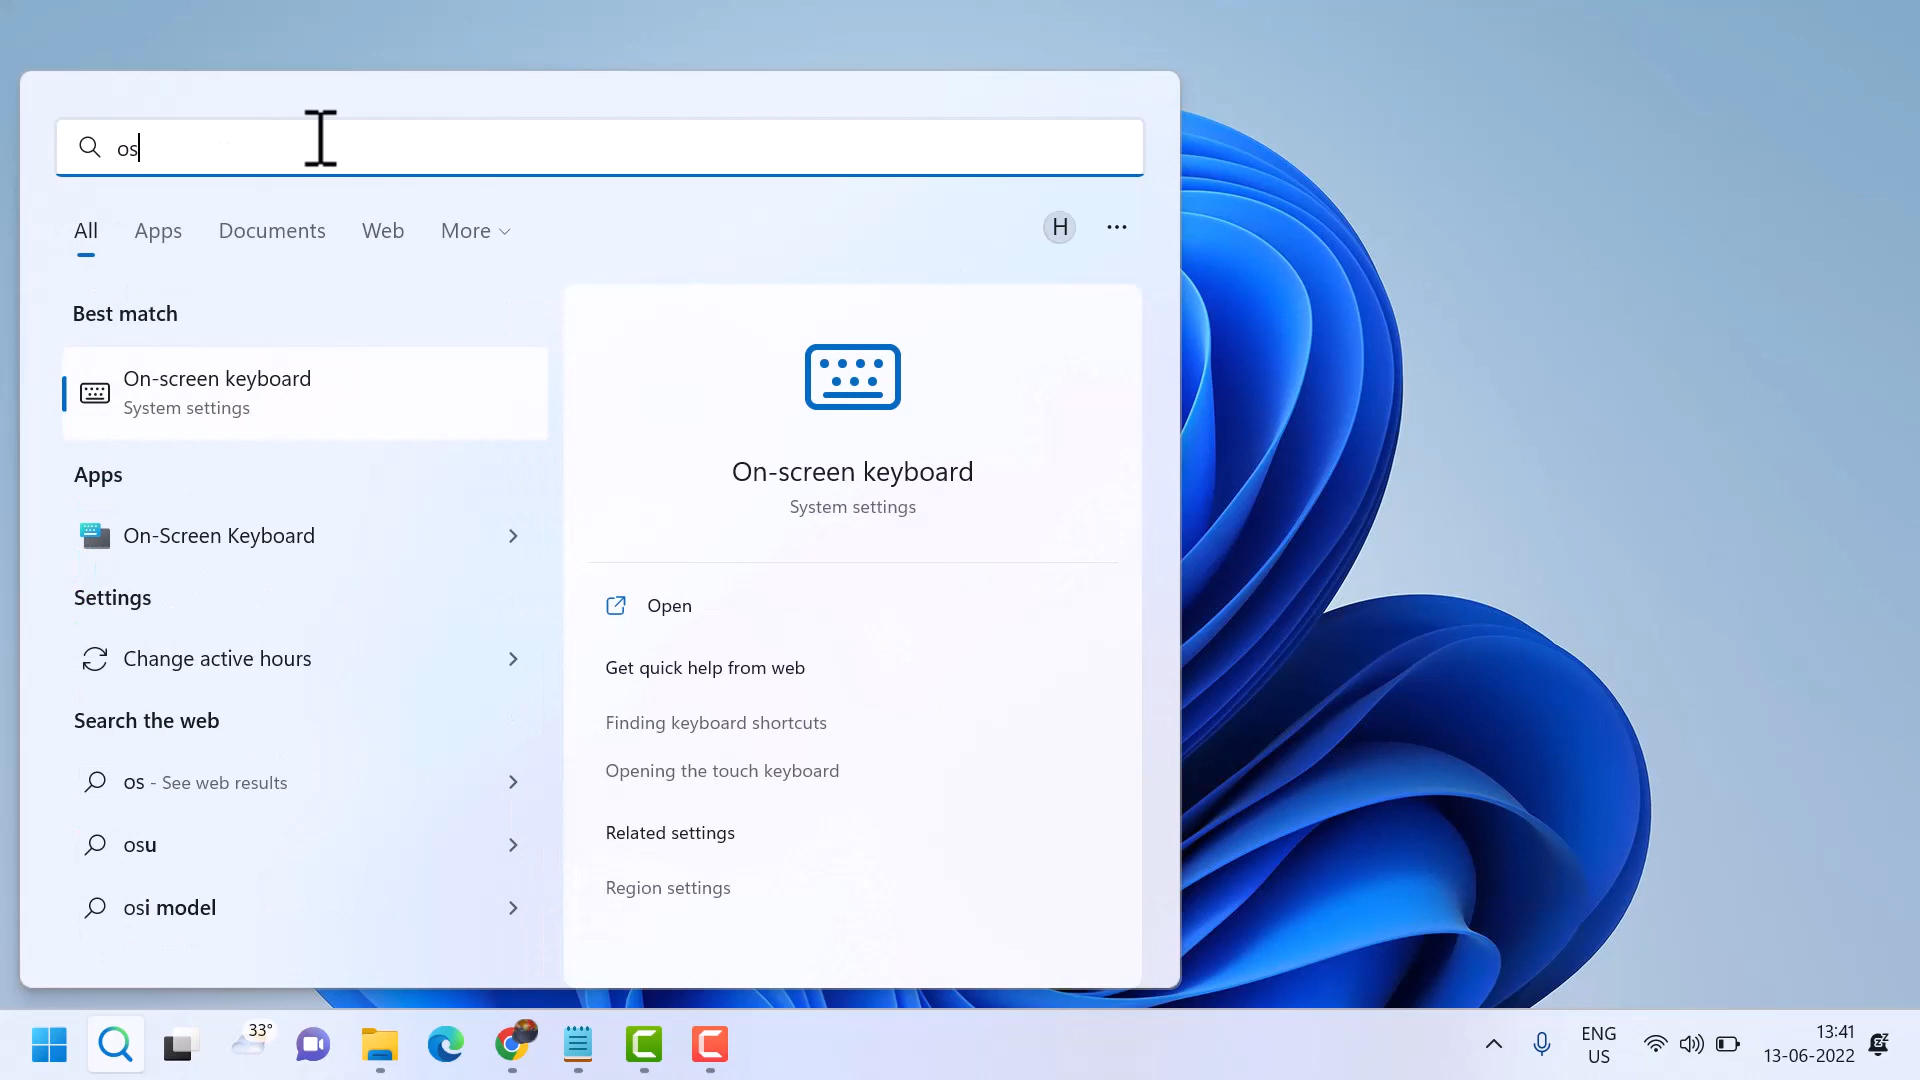 os
All Apps Documents Web More
H
Best match
On-screen keyboard
System settings
Apps
On-Screen Keyboard
Settings
Change active hours
Search the web
os - See web results
osu
osi model
On-screen keyboard
System settings
Open
Get quick help from web
Finding keyboard shortcuts
Opening the touch keyboard
Related settings
Region settings
33°
ENG
US
13:41
13-06-2022